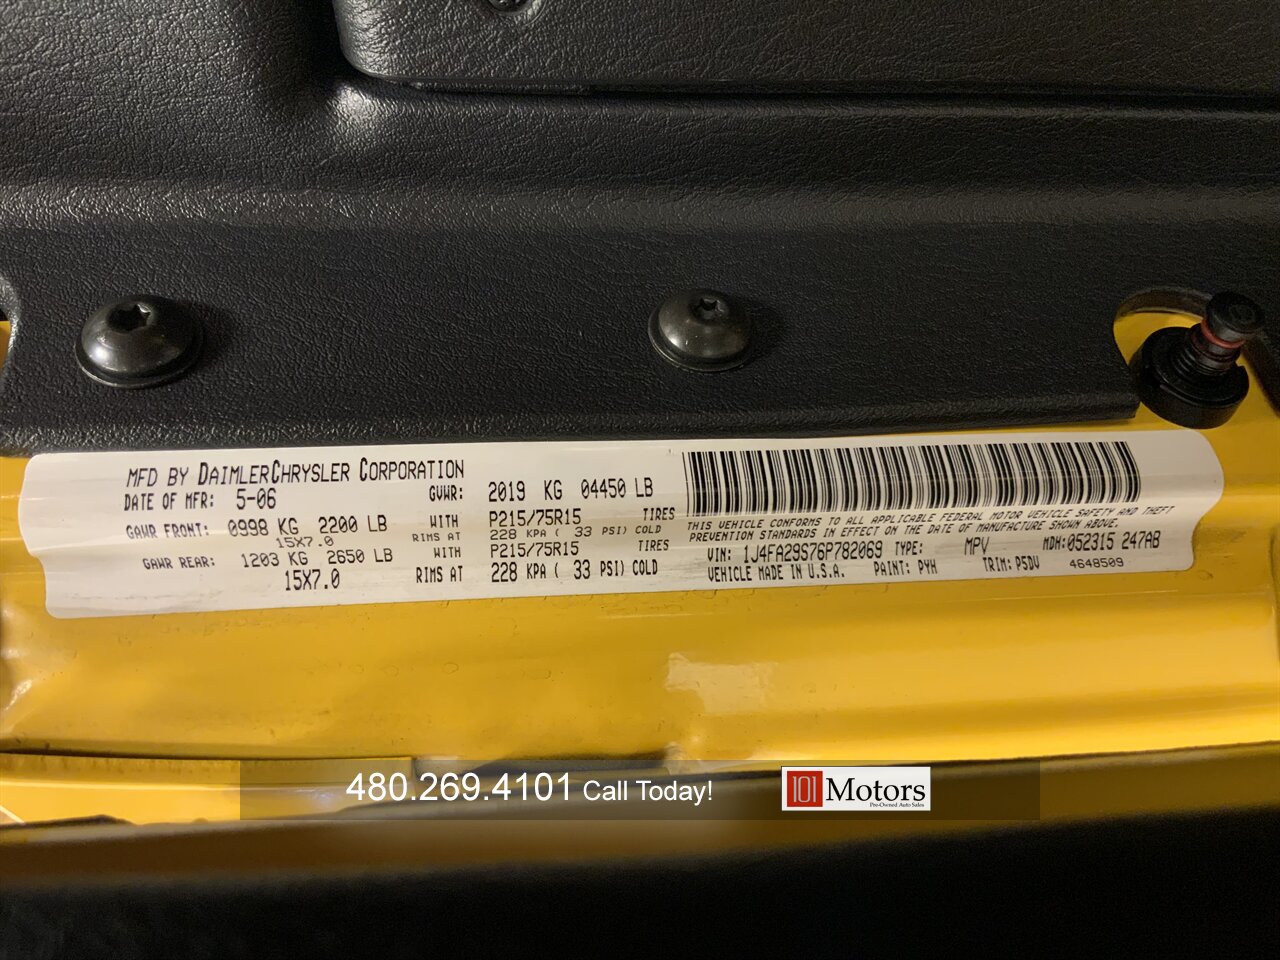 MFD BY DAIMLERCHRYSLER CORPORATION
DATE OF MFR: 5-06 GVWR: 2019 KG 04450 LB
GAWR FRONT: 0998 KG 2200 LB WITH P215/75R15 TIRES
15X7.0 RIMS AT 228 KPA ( 33 PSI) COLD
GAWR REAR: 1203 KG 2650 LB WITH P215/75R15 TIRES
15X7.0 RIMS AT 228 KPA ( 33 PSI) COLD
THIS VEHICLE CONFORMS TO ALL APPLICABLE FEDERAL MOTOR VEHICLE SAFETY AND THEFT
PREVENTION STANDARDS IN EFFECT ON THE DATE OF MANUFACTURE SHOWN ABOVE.
VIN: 1J4FA29S76P782069 TYPE: MPV MDH:052315 247AB
VEHICLE MADE IN U.S.A. PAINT: PYH TRIM: PSDV 4648509
480.269.4101 Call Today!
101 Motors
Pre-Owned Auto Sales